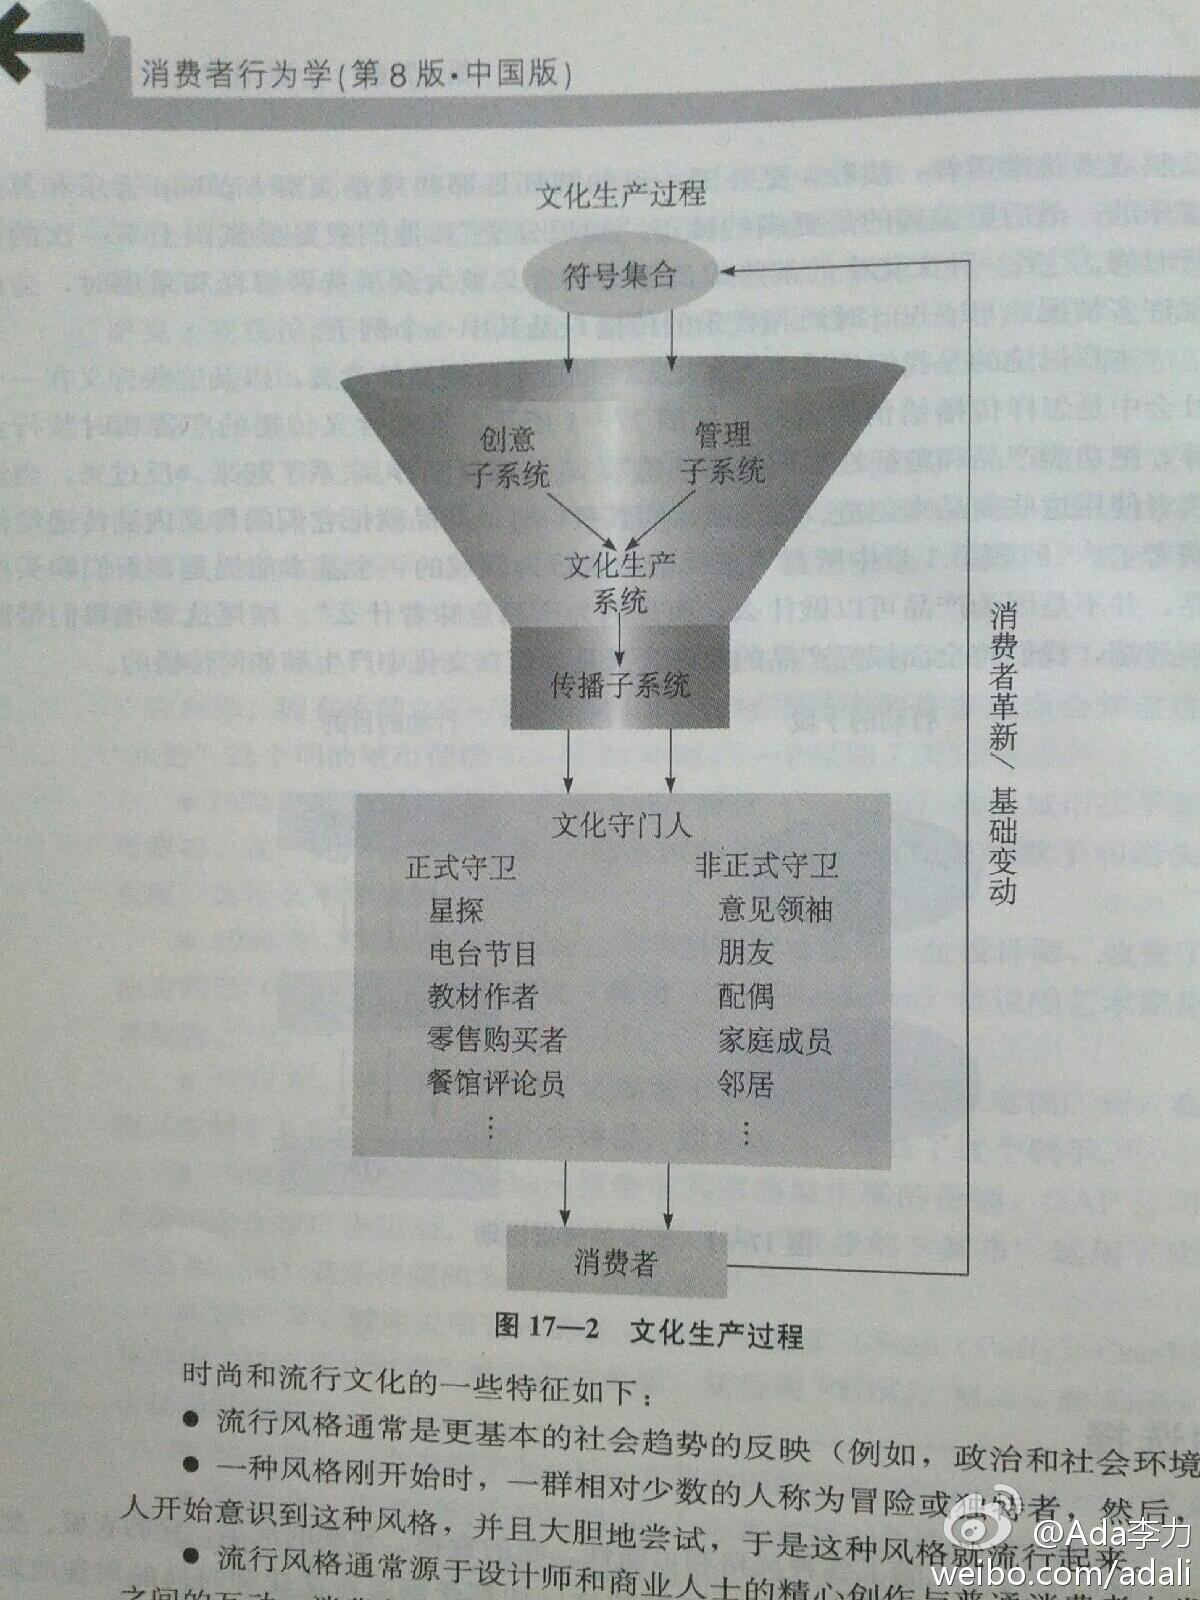 消费者行为学(第8版·中国版)
文化生产过程
符号集合
创意
子系统
管理
子系统
文化生产
系统
传播子系统
消费者革新/基础变动
文化守门人
正式守卫
星探
电台节目
教材作者
零售购买者
餐馆评论员
⋮
非正式守卫
意见领袖
朋友
配偶
家庭成员
邻居
⋮
消费者
图 17—2 文化生产过程
时尚和流行文化的一些特征如下：
● 流行风格通常是更基本的社会趋势的反映（例如，政治和社会环境
● 一种风格刚开始时，一群相对少数的人称为冒险或独特者，然后，
人开始意识到这种风格，并且大胆地尝试，于是这种风格就流行起来
● 流行风格通常源于设计师和商业人士的精心创作与普通消费者
之间的互动
@Ada李力
weibo.com/adali